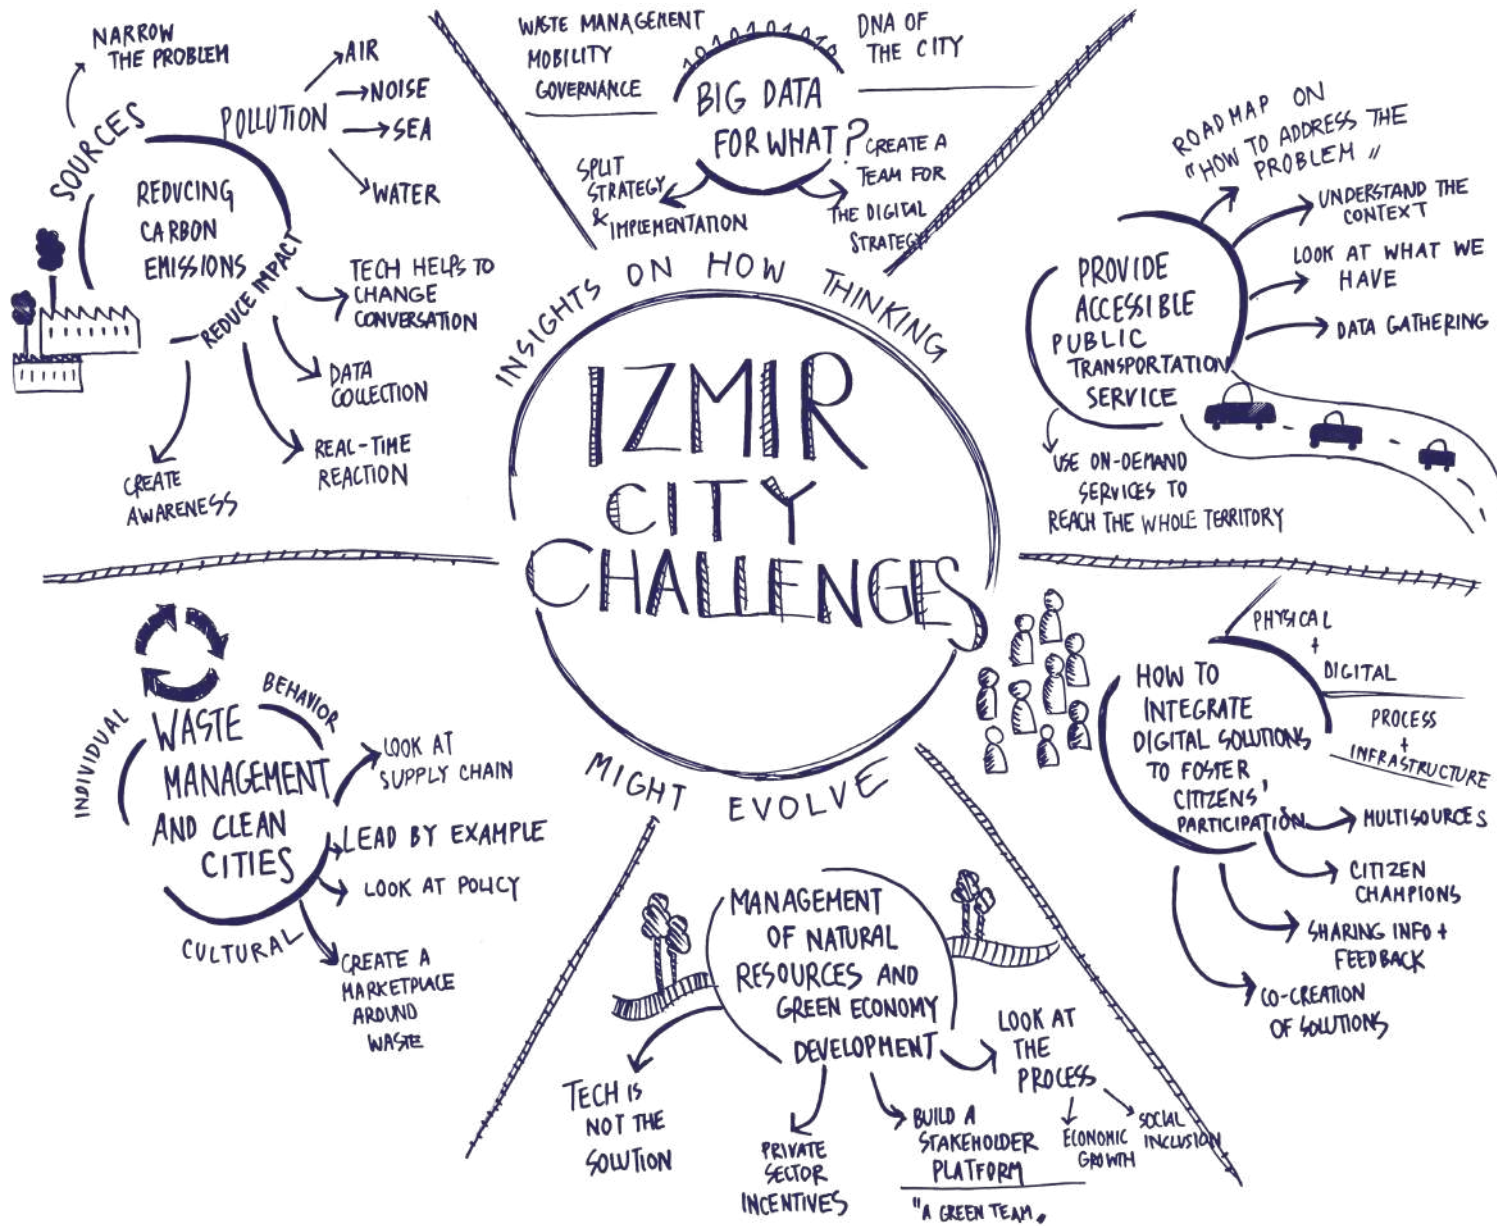 INSIGHTS ON HOW THINKING
IZMIR
CITY
CHALLENGES
MIGHT EVOLVE
NARROW
THE PROBLEM
SOURCES
POLLUTION
AIR
NOISE
SEA
WATER
REDUCING
CARBON
EMISSIONS
REDUCE IMPACT
TECH HELPS TO
CHANGE
CONVERSATION
DATA
COLLECTION
REAL-TIME
REACTION
CREATE
AWARENESS
WASTE MANAGEMENT
MOBILITY
GOVERNANCE
1010101010
DNA OF
THE CITY
BIG DATA
FOR WHAT?
SPLIT
STRATEGY
& IMPLEMENTATION
CREATE A
TEAM FOR
THE DIGITAL
STRATEGY
ROADMAP ON
"HOW TO ADDRESS THE
PROBLEM"
UNDERSTAND THE
CONTEXT
LOOK AT WHAT WE
HAVE
DATA GATHERING
PROVIDE
ACCESSIBLE
PUBLIC
TRANSPORTATION
SERVICE
USE ON-DEMAND
SERVICES TO
REACH THE WHOLE TERRITORY
PHYSICAL
+
DIGITAL
PROCESS
+
INFRASTRUCTURE
HOW TO
INTEGRATE
DIGITAL SOLUTIONS
TO FOSTER
CITIZENS'
PARTICIPATION
MULTISOURCES
CITIZEN
CHAMPIONS
SHARING INFO +
FEEDBACK
CO-CREATION
OF SOLUTIONS
MANAGEMENT
OF NATURAL
RESOURCES AND
GREEN ECONOMY
DEVELOPMENT
LOOK AT
THE
PROCESS
ECONOMIC
GROWTH
SOCIAL
INCLUSION
BUILD A
STAKEHOLDER
PLATFORM
"A GREEN TEAM"
PRIVATE
SECTOR
INCENTIVES
TECH IS
NOT THE
SOLUTION
INDIVIDUAL
BEHAVIOR
WASTE
MANAGEMENT
AND CLEAN
CITIES
CULTURAL
LOOK AT
SUPPLY CHAIN
LEAD BY EXAMPLE
LOOK AT POLICY
CREATE A
MARKETPLACE
AROUND
WASTE